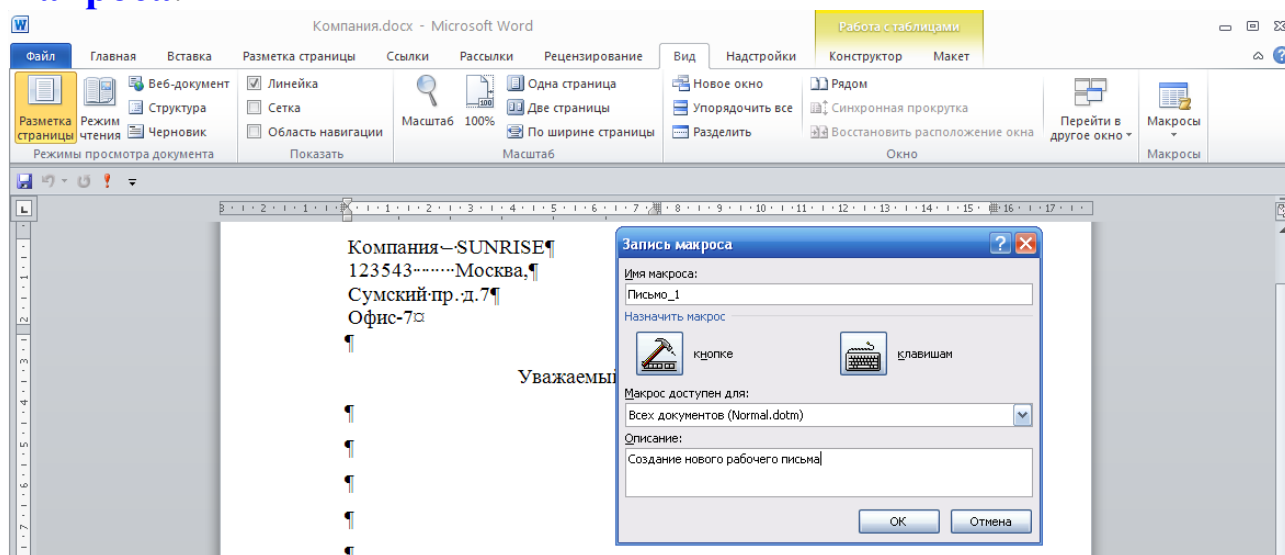 Компания.docx - Microsoft Word
Работа с таблицами
Файл Главная Вставка Разметка страницы Ссылки Рассылки Рецензирование Вид Надстройки Конструктор Макет
Разметка страницы
Режим чтения
Веб-документ
Структура
Черновик
Режимы просмотра документа
Линейка
Сетка
Область навигации
Показать
Масштаб
100%
Одна страница
Две страницы
По ширине страницы
Масштаб
Новое окно
Упорядочить все
Разделить
Рядом
Синхронная прокрутка
Восстановить расположение окна
Перейти в другое окно
Окно
Макросы
Макросы
Компания–·SUNRISE¶
123543·······Москва,¶
Сумский·пр.·д.7¶
Офис-7¤
¶
Уважаемый
¶
¶
¶
¶
Запись макроса
Имя макроса:
Письмо_1
Назначить макрос
кнопке
клавишам
Макрос доступен для:
Всех документов (Normal.dotm)
Описание:
Создание нового рабочего письма
ОК Отмена